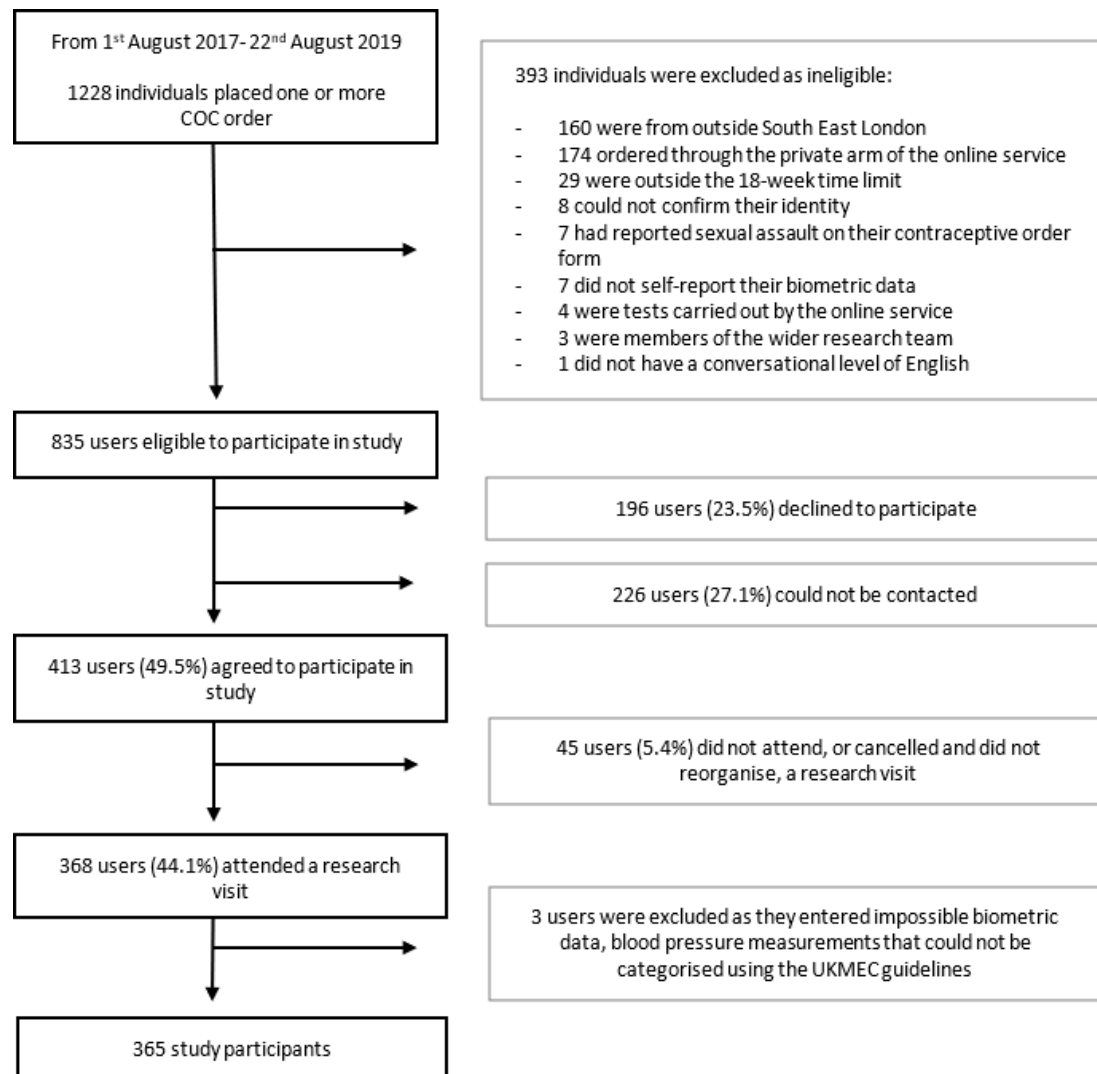 From 1st August 2017- 22nd August 2019
1228 individuals placed one or more
COC order
393 individuals were excluded as ineligible:
- 160 were from outside South East London
- 174 ordered through the private arm of the online service
- 29 were outside the 18-week time limit
- 8 could not confirm their identity
- 7 had reported sexual assault on their contraceptive order
form
- 7 did not self-report their biometric data
- 4 were tests carried out by the online service
- 3 were members of the wider research team
- 1 did not have a conversational level of English
835 users eligible to participate in study
196 users (23.5%) declined to participate
226 users (27.1%) could not be contacted
413 users (49.5%) agreed to participate in
study
45 users (5.4%) did not attend, or cancelled and did not
reorganise, a research visit
368 users (44.1%) attended a research
visit
3 users were excluded as they entered impossible biometric
data, blood pressure measurements that could not be
categorised using the UKMEC guidelines
365 study participants